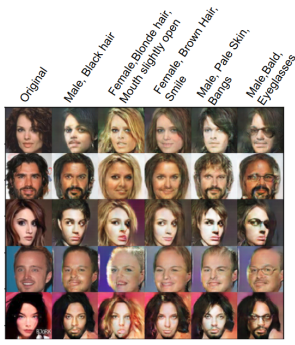 Original
Male, Black hair
Female,Blonde hair,
Mouth slightly open
Female, Brown Hair,
Smile
Male, Pale Skin,
Bangs
Male,Bald,
Eyeglasses